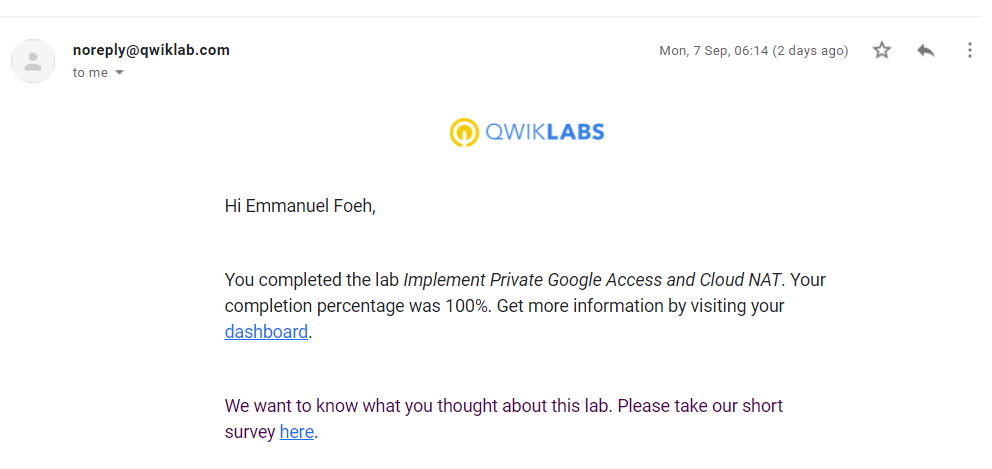 noreply@qwiklab.com
Mon, 7 Sep, 06:14 (2 days ago)
to me
QWIKLABS
Hi Emmanuel Foeh,
You completed the lab Implement Private Google Access and Cloud NAT. Your
completion percentage was 100%. Get more information by visiting your
dashboard.
We want to know what you thought about this lab. Please take our short
survey here.